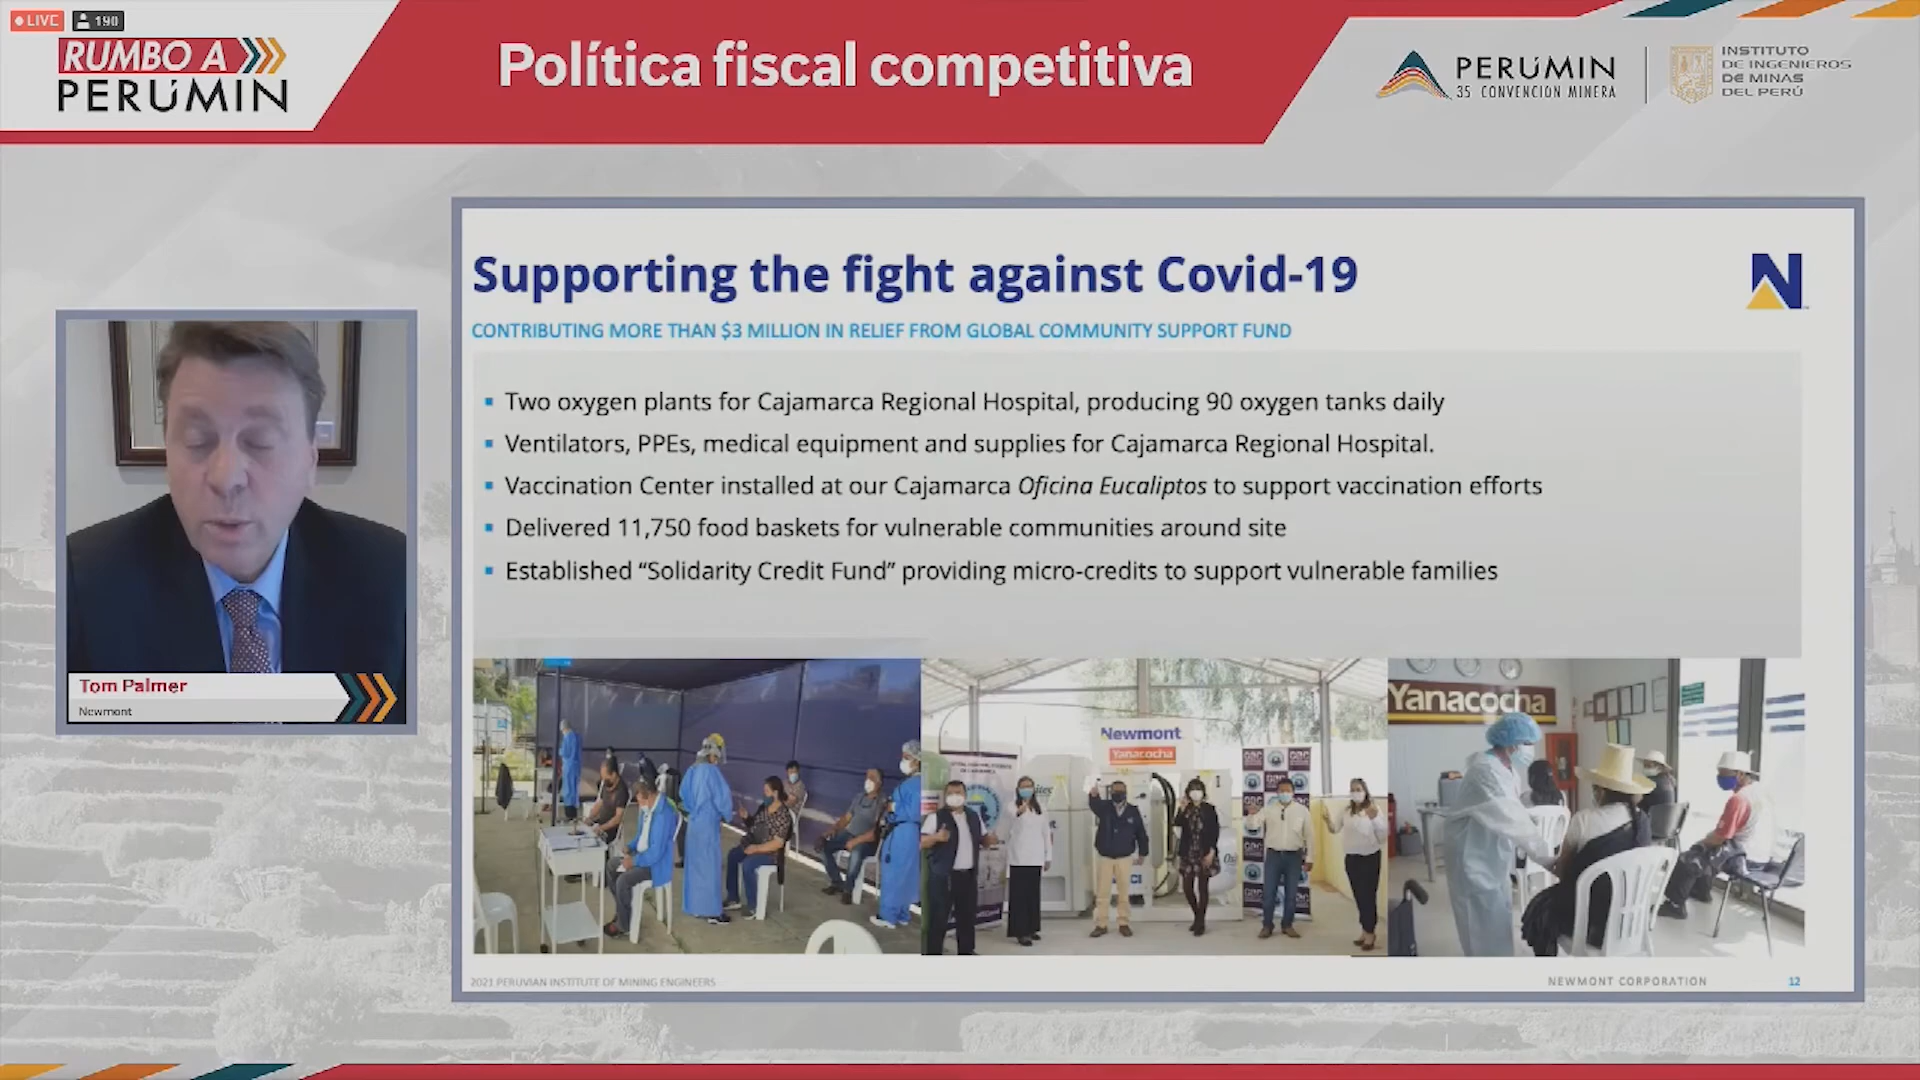 LIVE 190
RUMBO A
PERÚMIN
Política fiscal competitiva
PERÚMIN
35 CONVENCIÓN MINERA
INSTITUTO
DE INGENIEROS
DE MINAS
DEL PERÚ
Supporting the fight against Covid-19
CONTRIBUTING MORE THAN $3 MILLION IN RELIEF FROM GLOBAL COMMUNITY SUPPORT FUND
▪ Two oxygen plants for Cajamarca Regional Hospital, producing 90 oxygen tanks daily
▪ Ventilators, PPEs, medical equipment and supplies for Cajamarca Regional Hospital.
▪ Vaccination Center installed at our Cajamarca Oficina Eucaliptos to support vaccination efforts
▪ Delivered 11,750 food baskets for vulnerable communities around site
▪ Established “Solidarity Credit Fund” providing micro-credits to support vulnerable families
Tom Palmer
Newmont
Newmont
Yanacocha
Yanacocha
2021 PERUVIAN INSTITUTE OF MINING ENGINEERS
NEWMONT CORPORATION
12